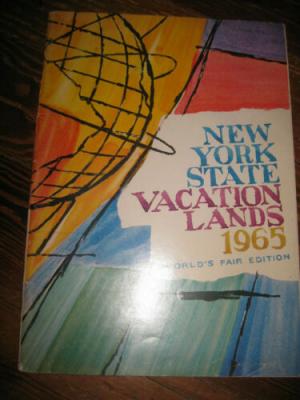 NEW
YORK
STATE
VACATION
LANDS
1965
WORLD'S FAIR EDITION